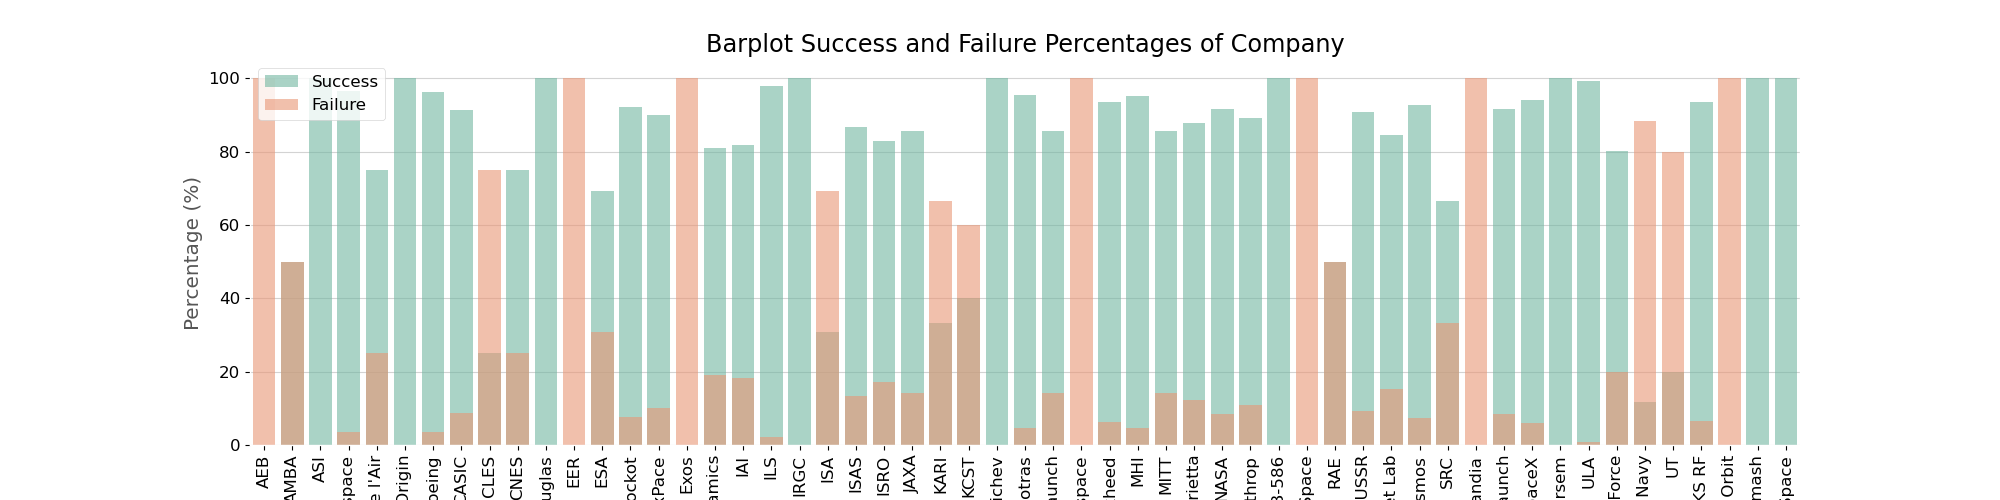 Barplot Success and Failure Percentages of Company
Success
Failure
Percentage (%)
100
80
60
40
20
0
AEB
AMBA
ASI
space
e l'Air
Origin
oeing
CASIC
CLES
CNES
uglas
EER
ESA
ockot
xPace
Exos
amics
IAI
ILS
IRGC
ISA
ISAS
ISRO
JAXA
KARI
KCST
ichev
otras
aunch
space
heed
MHI
MITT
rietta
NASA
throp
B-586
Space
RAE
USSR
et Lab
smos
SRC
andia
aunch
aceX
rsem
ULA
Force
Navy
UT
KS RF
Orbit
mash
Space